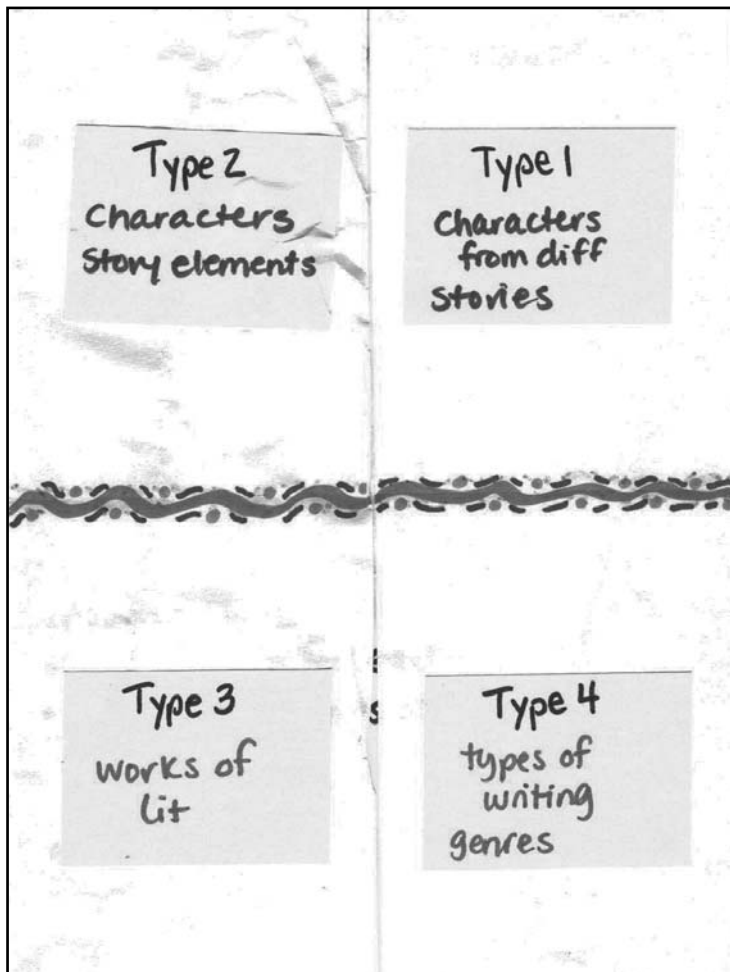 Type 2
Characters
Story elements
Type 1
Characters
from diff
stories
Type 3
works of
lit
Type 4
types of
writing
genres